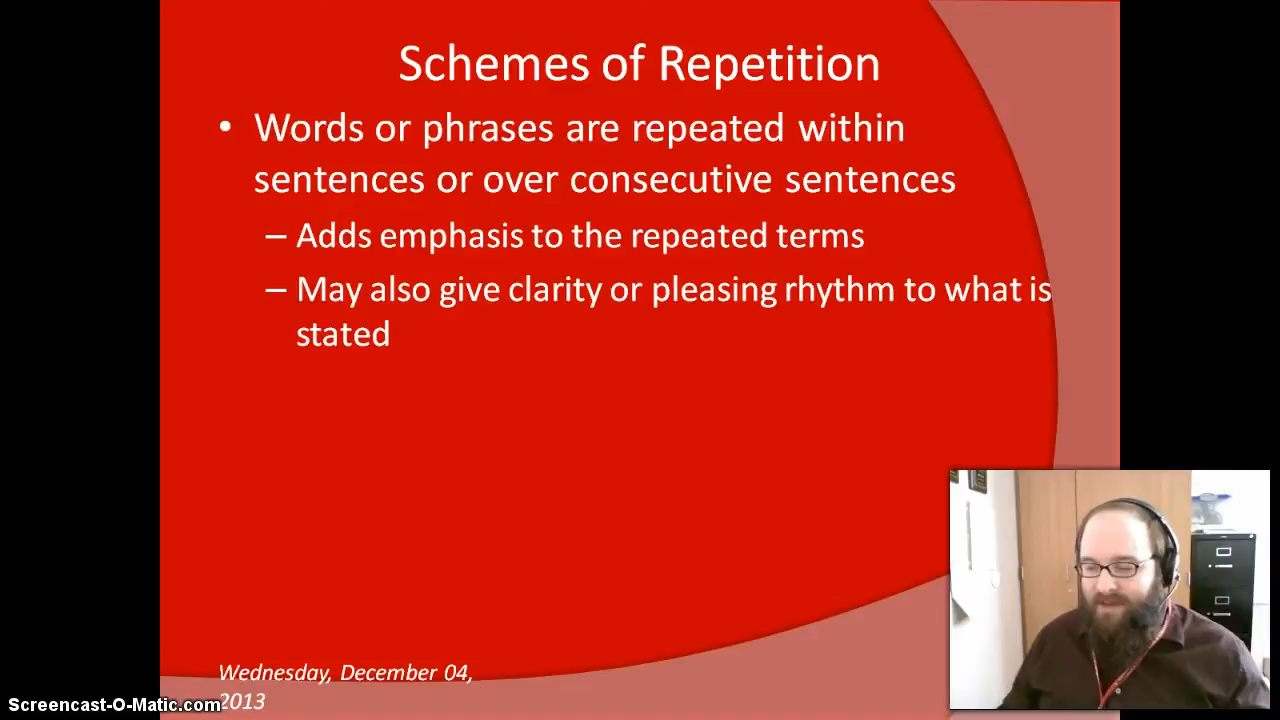 Schemes of Repetition
• Words or phrases are repeated within
sentences or over consecutive sentences
– Adds emphasis to the repeated terms
– May also give clarity or pleasing rhythm to what is
stated
Wednesday, December 04,
2013
Screencast-O-Matic.com